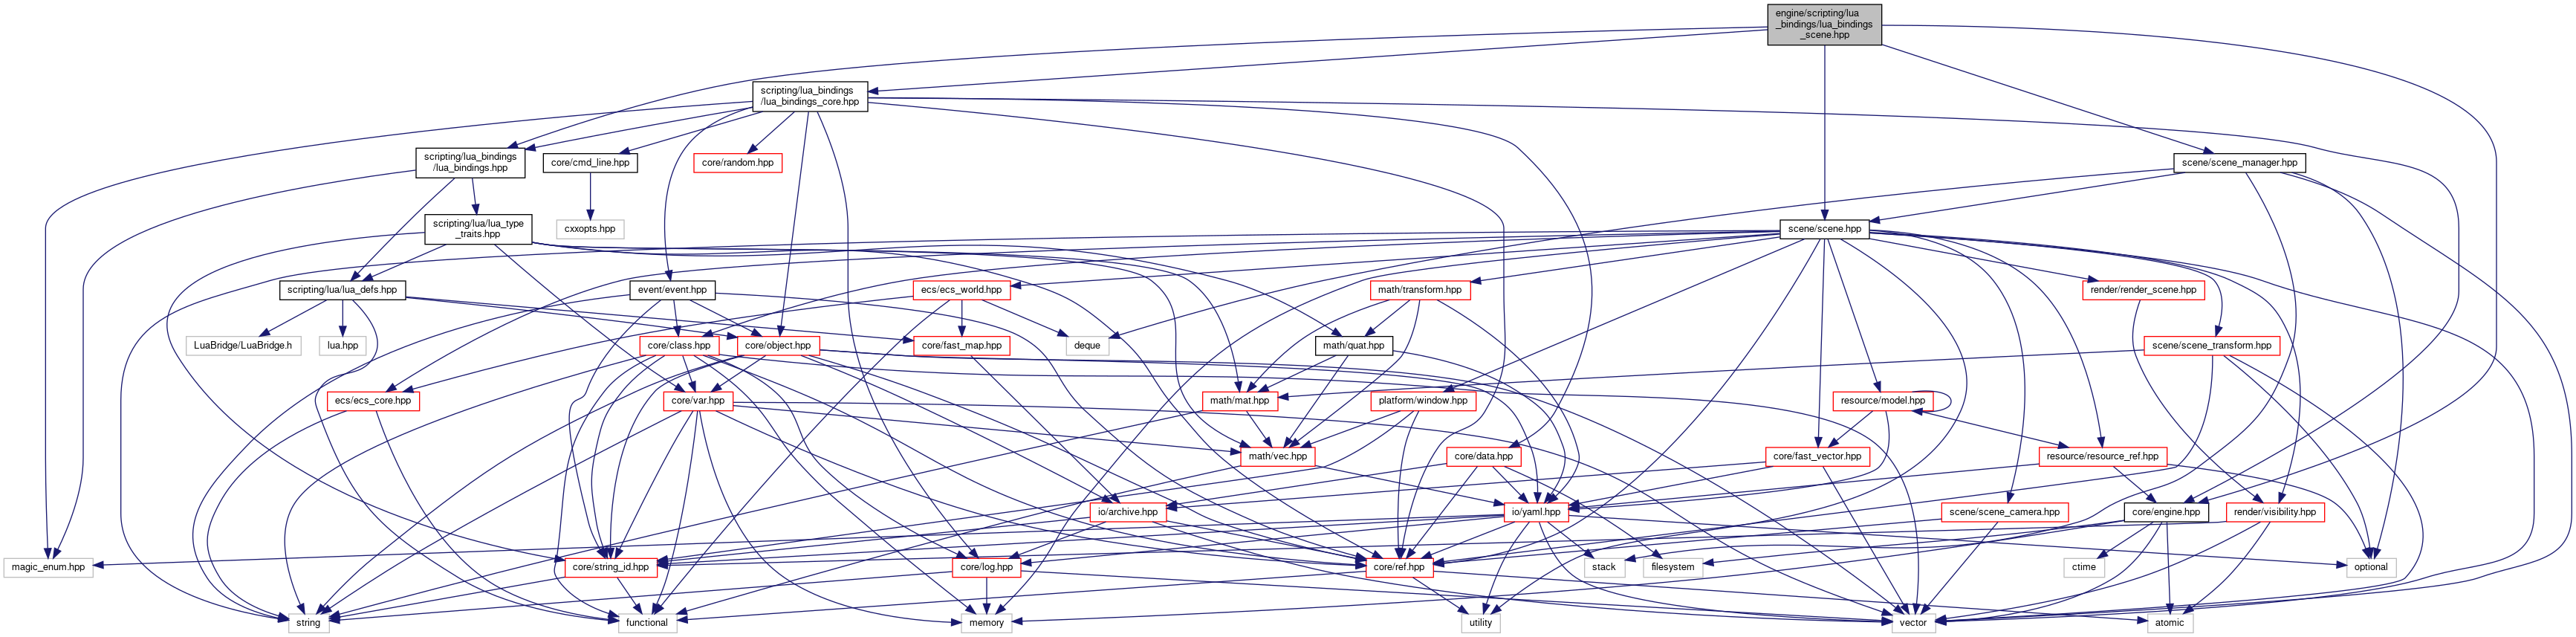 engine/scripting/lua
_bindings/lua_bindings
_scene.hpp
scripting/lua_bindings
/lua_bindings_core.hpp
scripting/lua_bindings
/lua_bindings.hpp
core/cmd_line.hpp
core/random.hpp
scene/scene_manager.hpp
scripting/lua/lua_type
_traits.hpp
cxxopts.hpp
scene/scene.hpp
scripting/lua/lua_defs.hpp
event/event.hpp
ecs/ecs_world.hpp
math/transform.hpp
render/render_scene.hpp
LuaBridge/LuaBridge.h
lua.hpp
core/class.hpp
core/object.hpp
core/fast_map.hpp
deque
math/quat.hpp
scene/scene_transform.hpp
ecs/ecs_core.hpp
core/var.hpp
math/mat.hpp
platform/window.hpp
resource/model.hpp
math/vec.hpp
core/data.hpp
core/fast_vector.hpp
resource/resource_ref.hpp
io/archive.hpp
io/yaml.hpp
scene/scene_camera.hpp
core/engine.hpp
render/visibility.hpp
magic_enum.hpp
core/string_id.hpp
core/log.hpp
core/ref.hpp
stack
filesystem
ctime
optional
string
functional
memory
utility
vector
atomic